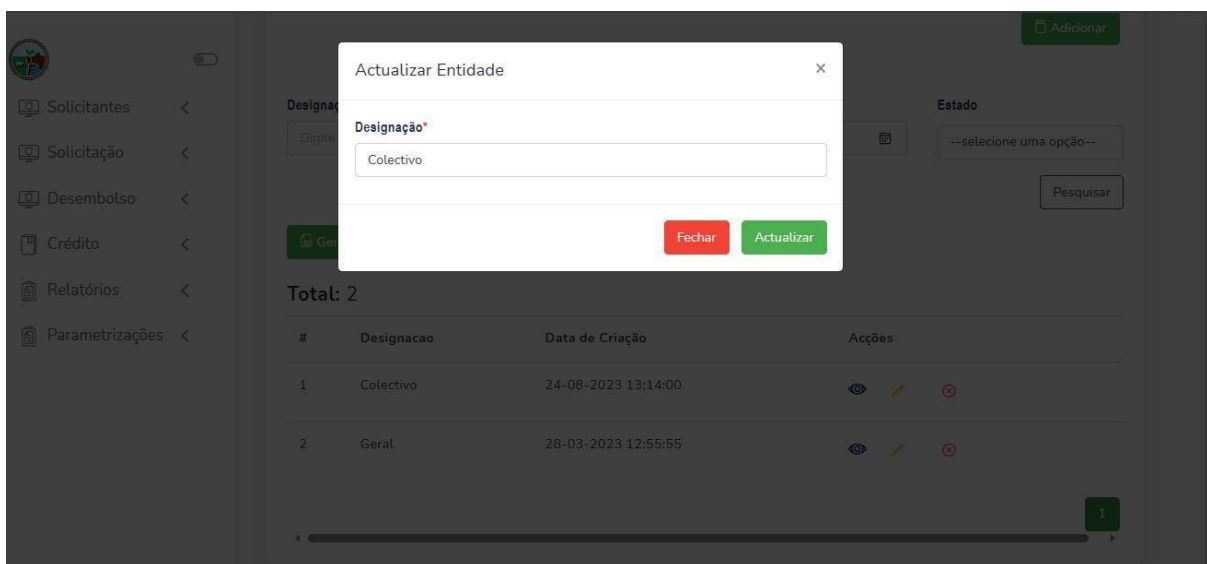 Adicionar
Actualizar Entidade ×
Solicitantes
Solicitação
Desembolso
Crédito
Relatórios
Parametrizações
Estado
Designação*
Digite
Colectivo
--selecione uma opção--
Pesquisar
Fechar Actualizar
Total: 2
# Designacao Data de Criação Acções
1 Colectivo 24-08-2023 13:14:00
2 Geral 28-03-2023 12:55:55
1